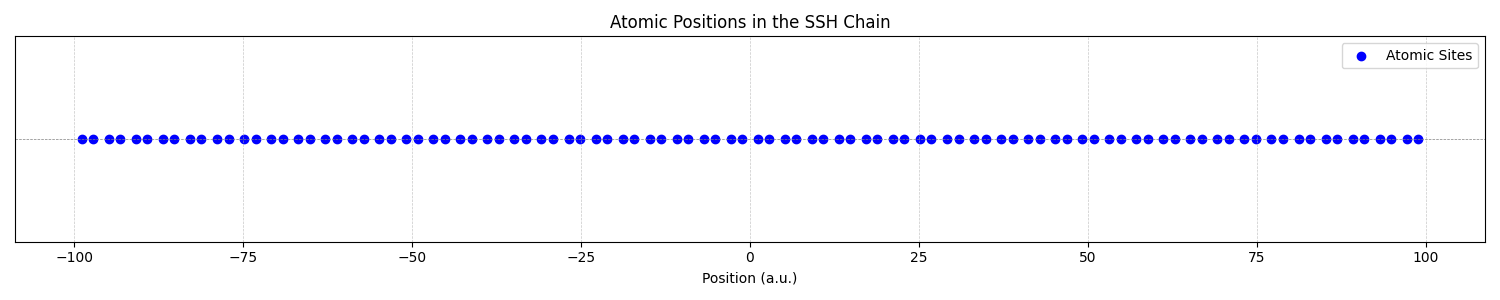 Atomic Positions in the SSH Chain
Atomic Sites
−100 −75 −50 −25 0 25 50 75 100
Position (a.u.)